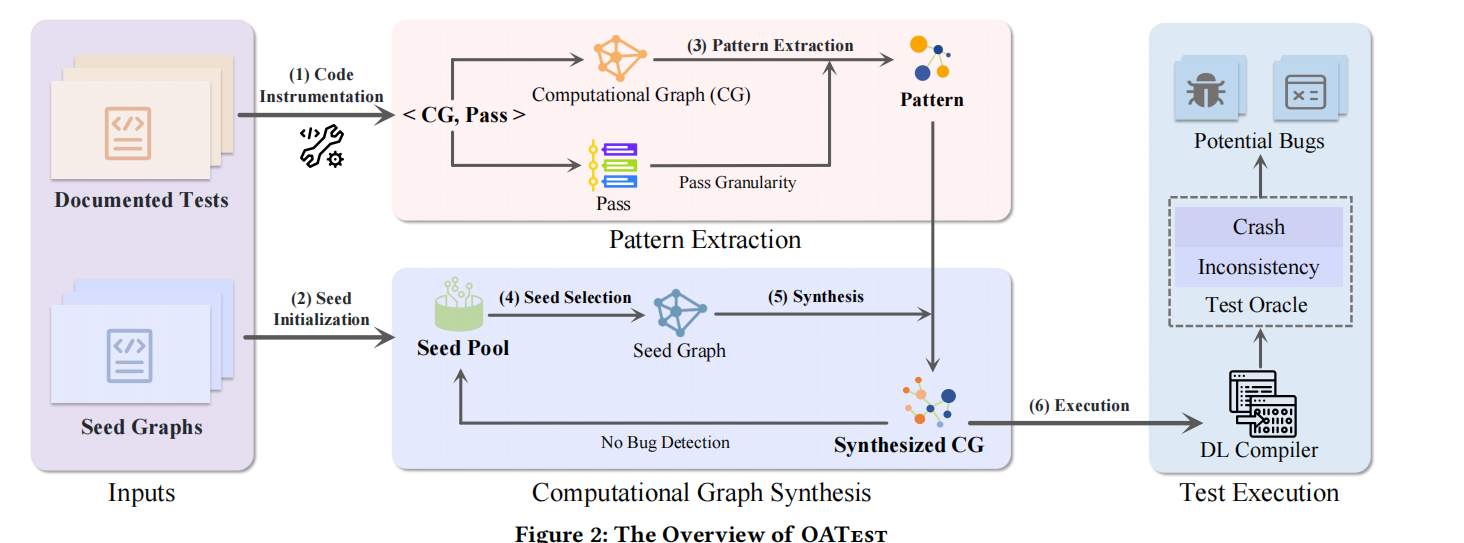 (1) Code
Instrumentation
Documented Tests
(2) Seed
Initialization
Seed Graphs
Inputs
< CG, Pass >
Computational Graph (CG)
(3) Pattern Extraction
Pattern
Pass
Pass Granularity
Pattern Extraction
Seed Pool
(4) Seed Selection
Seed Graph
(5) Synthesis
No Bug Detection
Synthesized CG
Computational Graph Synthesis
(6) Execution
Potential Bugs
Crash
Inconsistency
Test Oracle
DL Compiler
Test Execution
Figure 2: The Overview of OATEST